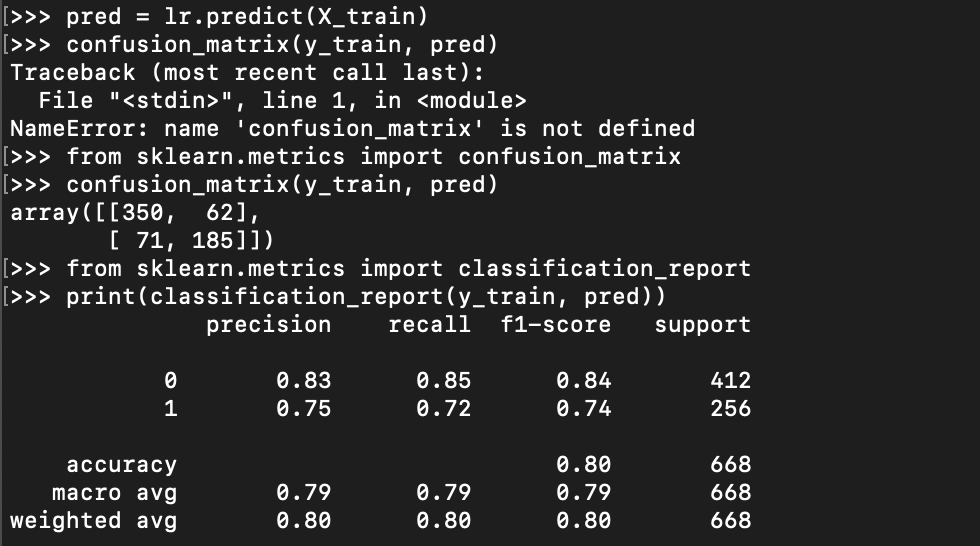 [>>> pred = lr.predict(X_train)
[>>> confusion_matrix(y_train, pred)
Traceback (most recent call last):
  File "<stdin>", line 1, in <module>
NameError: name 'confusion_matrix' is not defined
[>>> from sklearn.metrics import confusion_matrix
[>>> confusion_matrix(y_train, pred)
array([[350,  62],
       [ 71, 185]])
[>>> from sklearn.metrics import classification_report
[>>> print(classification_report(y_train, pred))
              precision    recall  f1-score   support

           0       0.83      0.85      0.84       412
           1       0.75      0.72      0.74       256

    accuracy                           0.80       668
   macro avg       0.79      0.79      0.79       668
weighted avg       0.80      0.80      0.80       668